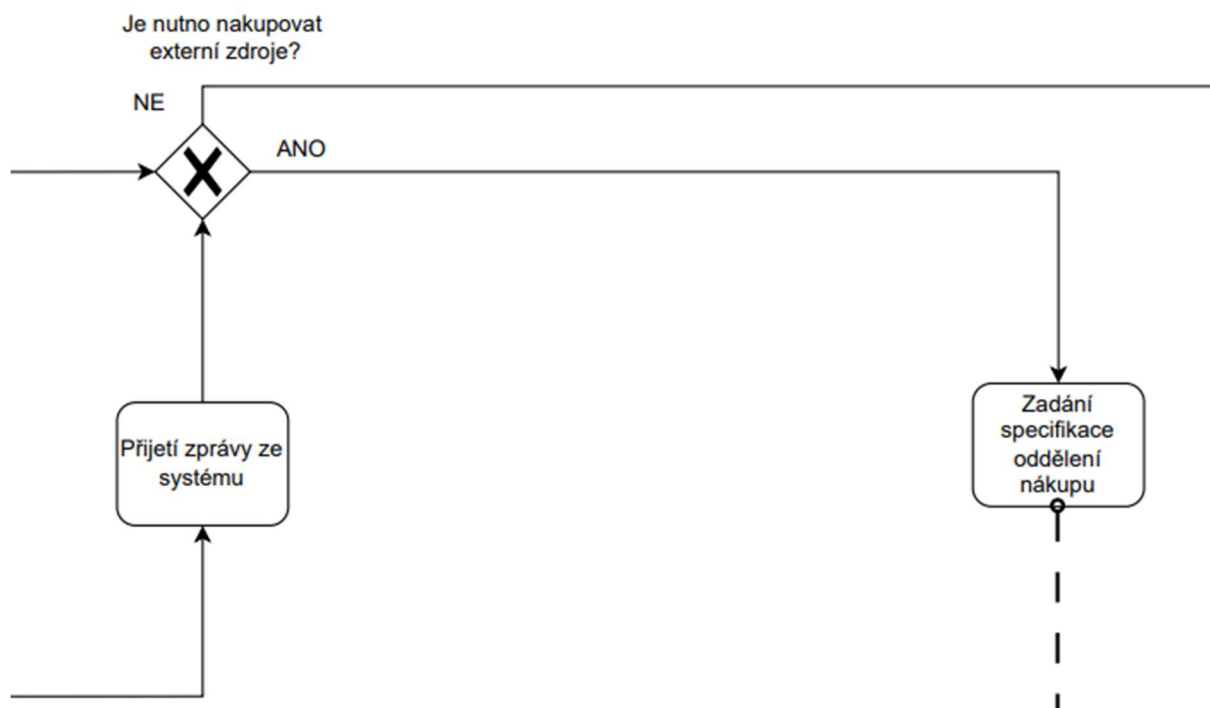 Je nutno nakupovat
externí zdroje?
NE
ANO
Přijetí zprávy ze
systému
Zadání
specifikace
oddělení
nákupu